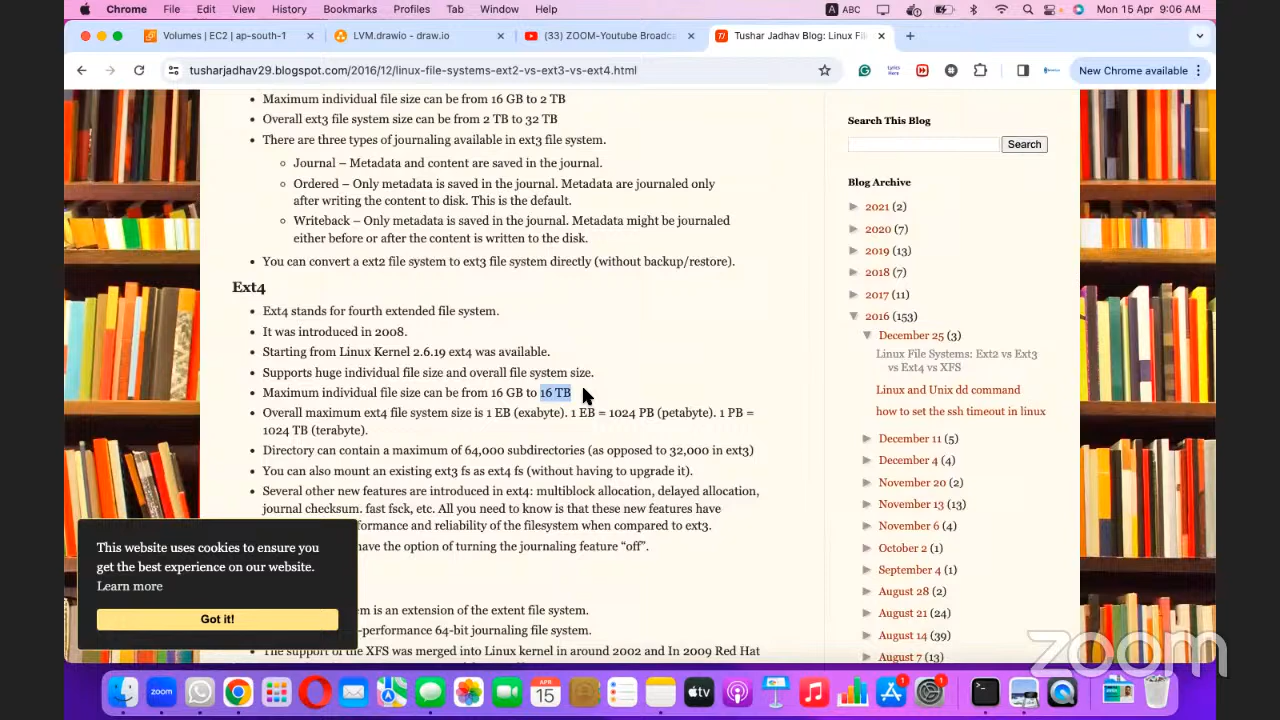 Chrome File Edit View History Bookmarks Profiles Tab Window Help A ABC Mon 15 Apr 9:06 AM
Volumes | EC2 | ap-south-1 LVM.drawio - draw.io (33) ZOOM-Youtube Broadca Tushar Jadhav Blog: Linux Fil
tusharjadhav29.blogspot.com/2016/12/linux-file-systems-ext2-vs-ext3-vs-ext4.html New Chrome available
Maximum individual file size can be from 16 GB to 2 TB
Overall ext3 file system size can be from 2 TB to 32 TB
There are three types of journaling available in ext3 file system.
Journal – Metadata and content are saved in the journal.
Ordered – Only metadata is saved in the journal. Metadata are journaled only
after writing the content to disk. This is the default.
Writeback – Only metadata is saved in the journal. Metadata might be journaled
either before or after the content is written to the disk.
You can convert a ext2 file system to ext3 file system directly (without backup/restore).
Ext4
Ext4 stands for fourth extended file system.
It was introduced in 2008.
Starting from Linux Kernel 2.6.19 ext4 was available.
Supports huge individual file size and overall file system size.
Maximum individual file size can be from 16 GB to 16 TB
Overall maximum ext4 file system size is 1 EB (exabyte). 1 EB = 1024 PB (petabyte). 1 PB =
1024 TB (terabyte).
Directory can contain a maximum of 64,000 subdirectories (as opposed to 32,000 in ext3)
You can also mount an existing ext3 fs as ext4 fs (without having to upgrade it).
Several other new features are introduced in ext4: multiblock allocation, delayed allocation,
journal checksum. fast fsck, etc. All you need to know is that these new features have
ormance and reliability of the filesystem when compared to ext3.
have the option of turning the journaling feature “off”.
m is an extension of the extent file system.
-performance 64-bit journaling file system.
The support of the XFS was merged into Linux kernel in around 2002 and In 2009 Red Hat
This website uses cookies to ensure you
get the best experience on our website.
Learn more
Got it!
Search This Blog
Search
Blog Archive
2021 (2)
2020 (7)
2019 (13)
2018 (7)
2017 (11)
2016 (153)
December 25 (3)
Linux File Systems: Ext2 vs Ext3
vs Ext4 vs XFS
Linux and Unix dd command
how to set the ssh timeout in linux
December 11 (5)
December 4 (4)
November 20 (2)
November 13 (13)
November 6 (4)
October 2 (1)
September 4 (1)
August 28 (2)
August 21 (24)
August 14 (39)
August 7 (13)
zoom
zoom
APR
15
tv
1
1